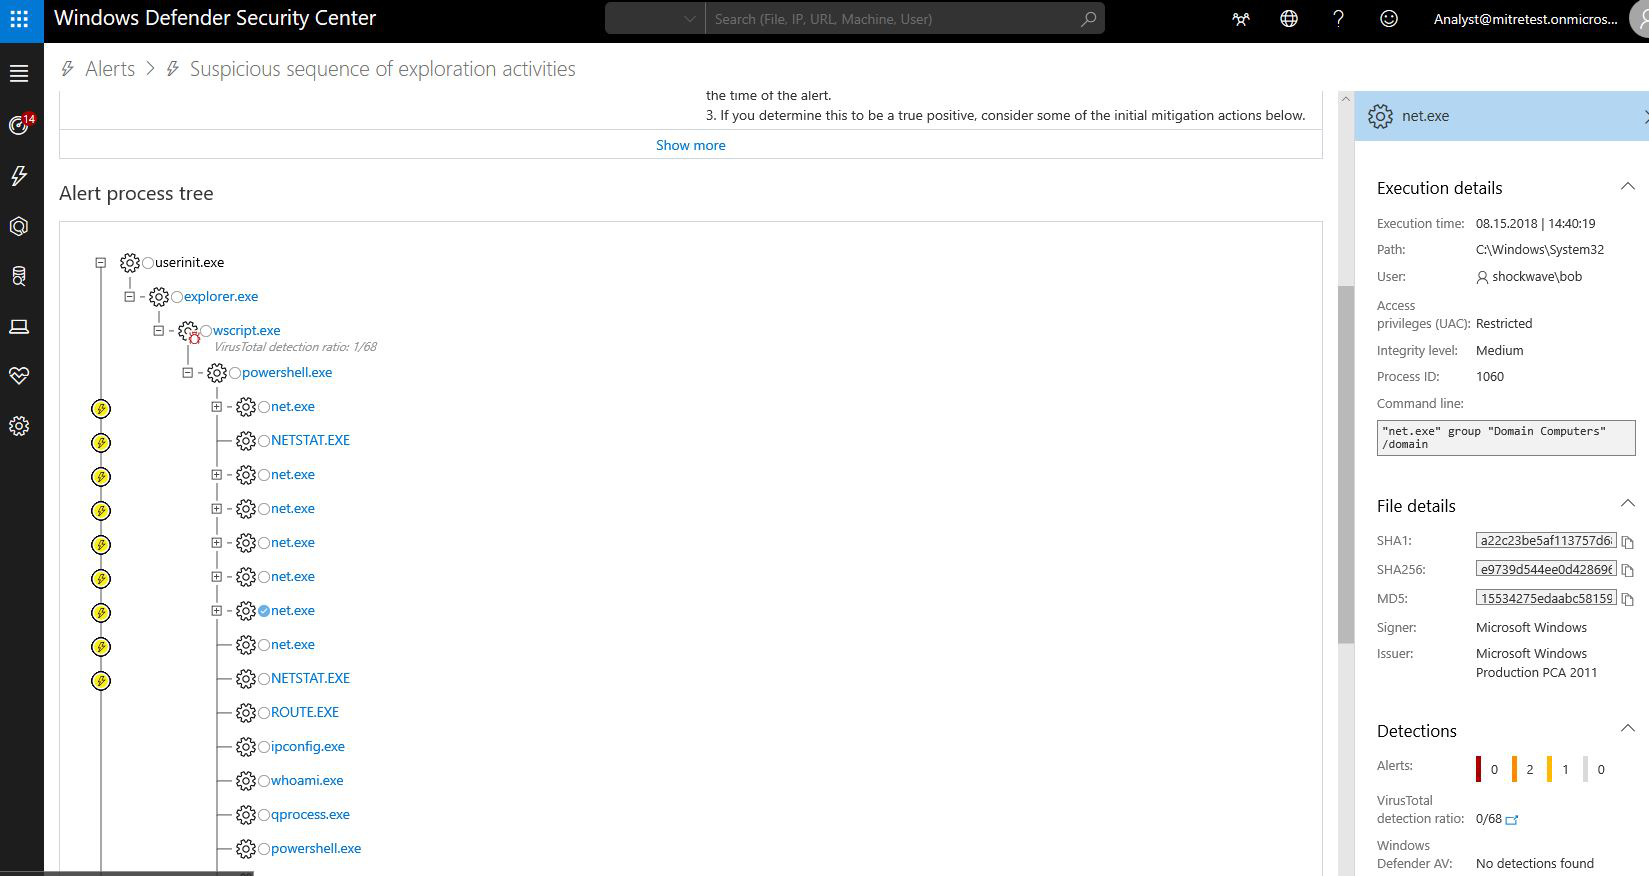 Windows Defender Security Center
Search (File, IP, URL, Machine, User)
Analyst@mitretest.onmicros...
Alerts > Suspicious sequence of exploration activities
14
the time of the alert.
3. If you determine this to be a true positive, consider some of the initial mitigation actions below.
Show more
Alert process tree
userinit.exe
explorer.exe
wscript.exe
VirusTotal detection ratio: 1/68
powershell.exe
net.exe
NETSTAT.EXE
net.exe
net.exe
net.exe
net.exe
net.exe
net.exe
NETSTAT.EXE
ROUTE.EXE
ipconfig.exe
whoami.exe
qprocess.exe
powershell.exe
net.exe
Execution details
Execution time: 08.15.2018 | 14:40:19
Path: C:\Windows\System32
User: shockwave\bob
Access
privileges (UAC): Restricted
Integrity level: Medium
Process ID: 1060
Command line:
"net.exe" group "Domain Computers"
/domain
File details
SHA1: a22c23be5af113757d6
SHA256: e9739d544ee0d428696
MD5: 15534275edaabc58159
Signer: Microsoft Windows
Issuer: Microsoft Windows
Production PCA 2011
Detections
Alerts: 0 2 1 0
VirusTotal
detection ratio: 0/68
Windows
Defender AV: No detections found